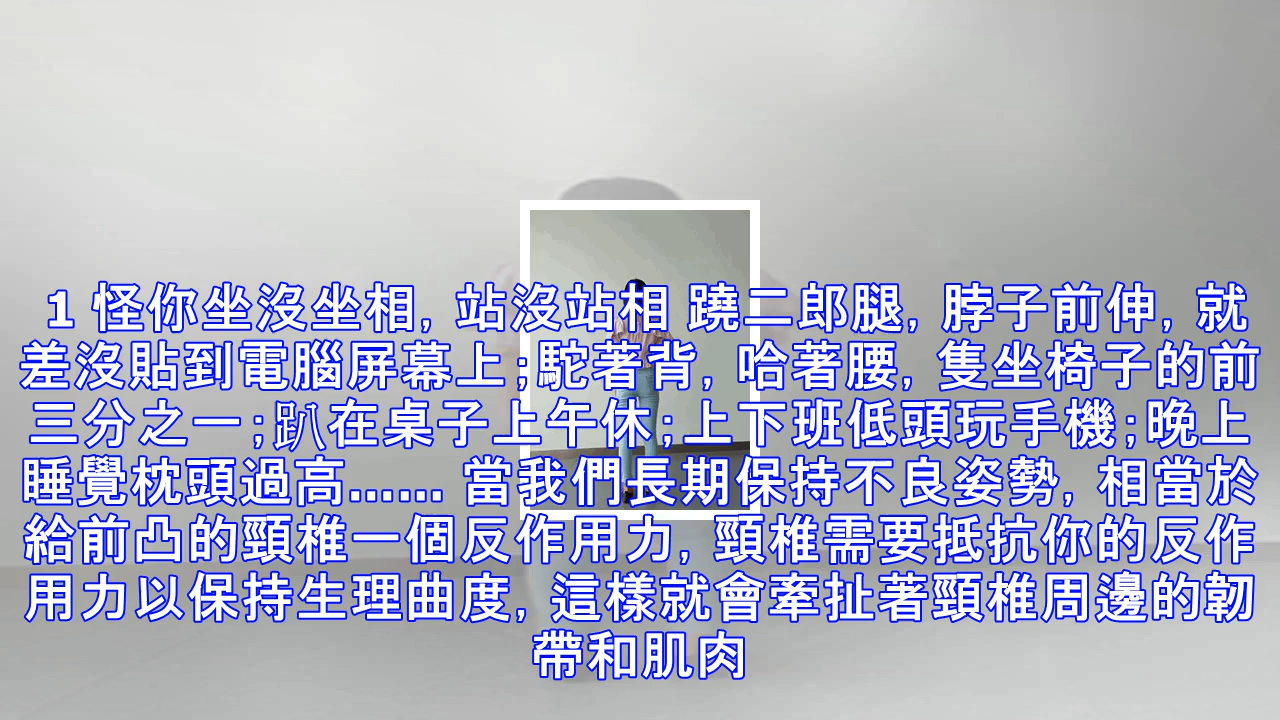 1 怪你坐沒坐相, 站沒站相 蹺二郎腿, 脖子前伸, 就
差沒貼到電腦屏幕上;駝著背, 哈著腰, 隻坐椅子的前
三分之一;趴在桌子上午休;上下班低頭玩手機;晚上
睡覺枕頭過高...... 當我們長期保持不良姿勢, 相當於
給前凸的頸椎一個反作用力, 頸椎需要抵抗你的反作
用力以保持生理曲度, 這樣就會牽扯著頸椎周邊的韌
帶和肌肉